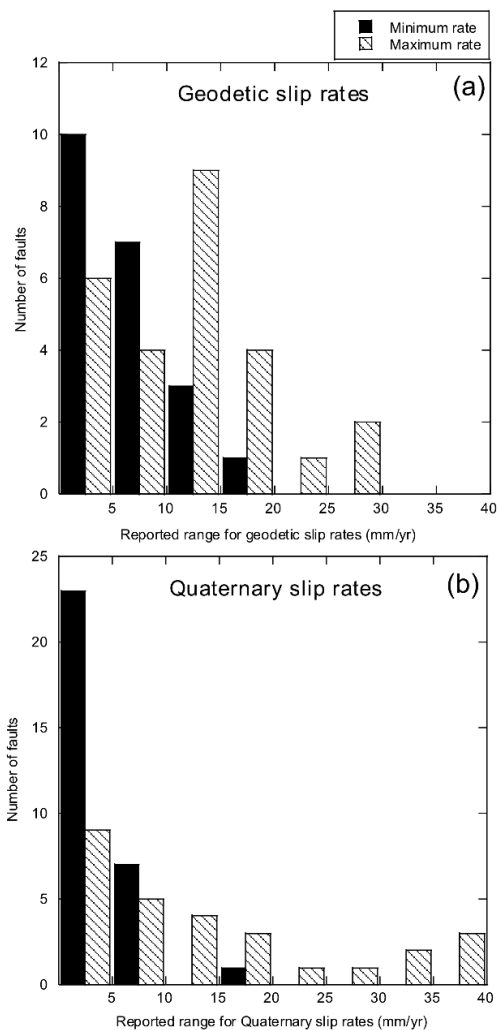 Minimum rate
Maximum rate
(a)
Geodetic slip rates
12
10
8
6
4
2
0
Number of faults
5 10 15 20 25 30 35 40
Reported range for geodetic slip rates (mm/yr)
(b)
Quaternary slip rates
25
20
15
10
5
0
Number of faults
5 10 15 20 25 30 35 40
Reported range for Quaternary slip rates (mm/yr)